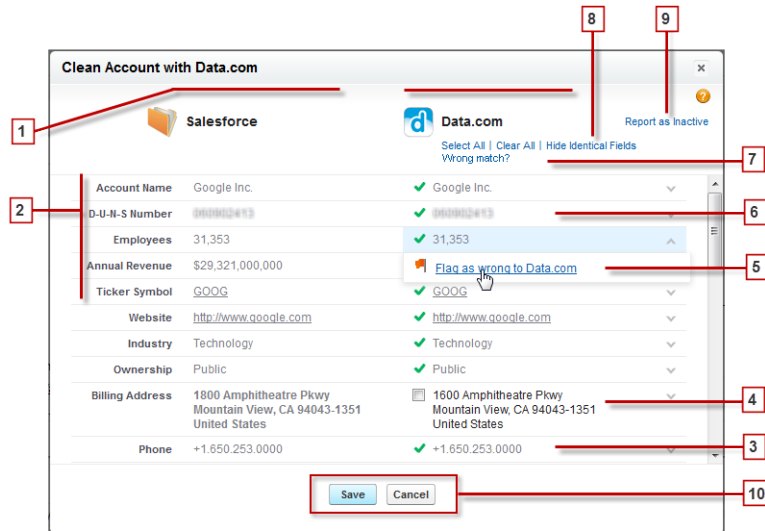 8
9
Clean Account with Data.com
×
?
1
Salesforce
d
Data.com
Report as Inactive
Select All | Clear All | Hide Identical Fields
Wrong match?
7
Account Name Google Inc. Google Inc.
2
D-U-N-S Number
6
Employees 31,353 31,353
Annual Revenue $29,321,000,000
Flag as wrong to Data.com
5
Ticker Symbol GOOG GOOG
Website http://www.google.com http://www.google.com
Industry Technology Technology
Ownership Public Public
Billing Address 1800 Amphitheatre Pkwy 1600 Amphitheatre Pkwy
4
Mountain View, CA 94043-1351 Mountain View, CA 94043-1351
United States United States
Phone +1.650.253.0000 +1.650.253.0000
3
Save Cancel
10